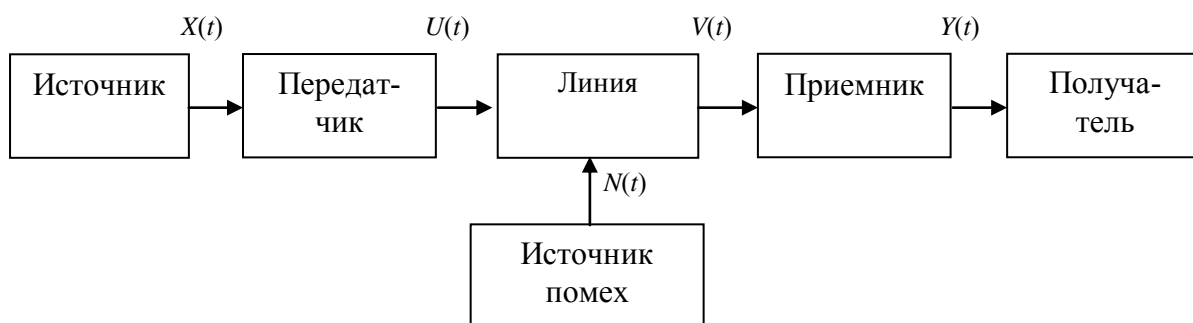 X(t) U(t) V(t) Y(t)
Источник
Передат-
чик
Линия
Приемник
Получа-
тель
N(t)
Источник
помех